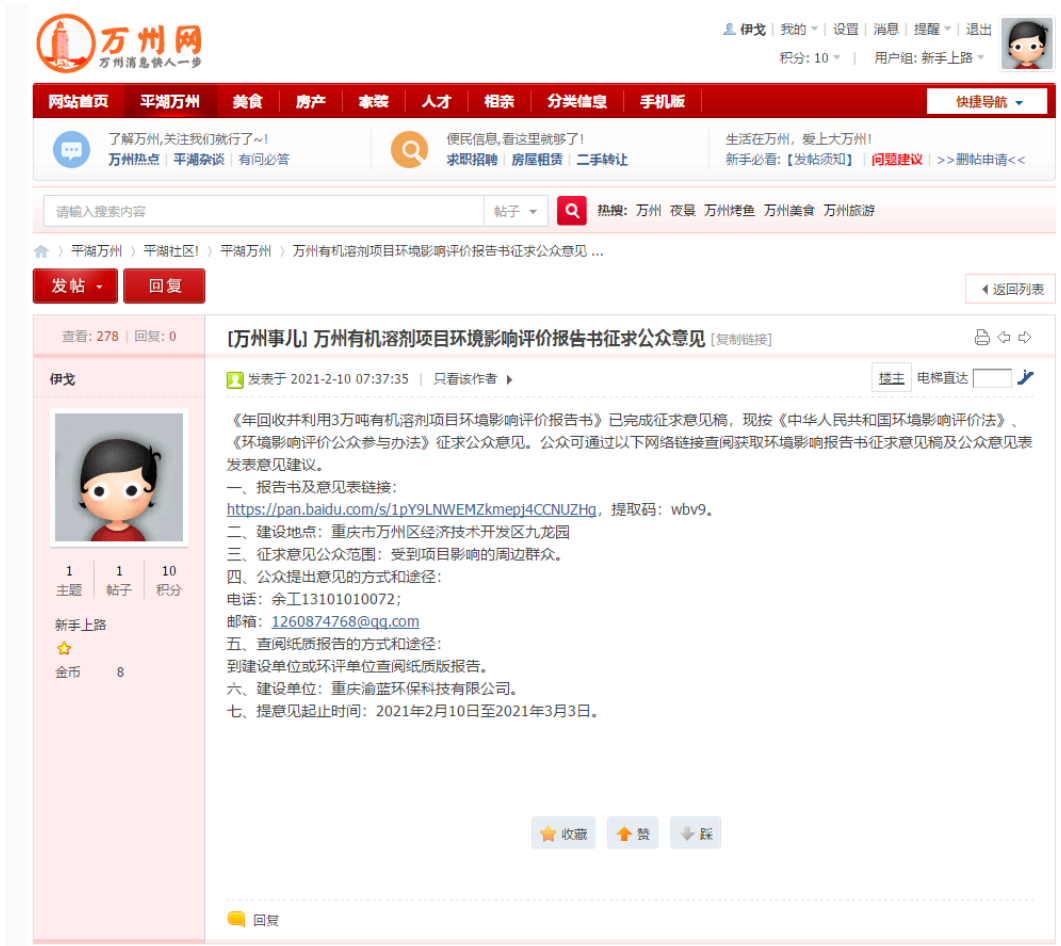 万州网
万州消息快人一步
伊戈 | 我的 | 设置 | 消息 | 提醒 | 退出
积分: 10 | 用户组: 新手上路
网站首页 平湖万州 美食 房产 家装 人才 相亲 分类信息 手机版 快捷导航
了解万州,关注我们就行了~!
万州热点 | 平湖杂谈 | 有问必答
便民信息,看这里就够了!
求职招聘 | 房屋租赁 | 二手转让
生活在万州，爱上大万州!
新手必看:【发帖须知】 | 问题建议 | >>删帖申请<<
请输入搜索内容 帖子 热搜: 万州 夜景 万州烤鱼 万州美食 万州旅游
〉平湖万州 〉平湖社区! 〉平湖万州 〉万州有机溶剂项目环境影响评价报告书征求公众意见 ...
发帖 回复 返回列表
查看: 278 | 回复: 0
[万州事儿] 万州有机溶剂项目环境影响评价报告书征求公众意见 [复制链接]
伊戈
发表于 2021-2-10 07:37:35 | 只看该作者
楼主 电梯直达
《年回收并利用3万吨有机溶剂项目环境影响评价报告书》已完成征求意见稿，现按《中华人民共和国环境影响评价法》、
《环境影响评价公众参与办法》征求公众意见。公众可通过以下网络链接查阅获取环境影响报告书征求意见稿及公众意见表
发表意见建议。
一、报告书及意见表链接：
https://pan.baidu.com/s/1pY9LNWEMZkmepj4CCNUZHg，提取码：wbv9。
二、建设地点：重庆市万州区经济技术开发区九龙园
三、征求意见公众范围：受到项目影响的周边群众。
四、公众提出意见的方式和途径：
电话：余工13101010072；
邮箱：1260874768@qq.com
五、查阅纸质报告的方式和途径：
到建设单位或环评单位查阅纸质版报告。
六、建设单位：重庆渝蓝环保科技有限公司。
七、提意见起止时间：2021年2月10日至2021年3月3日。
1 1 10
主题 帖子 积分
新手上路
金币 8
收藏 赞 踩
回复